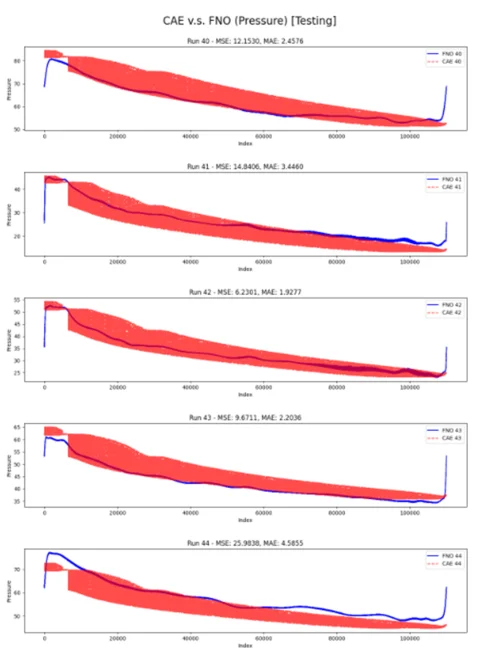 CAE v.s. FNO (Pressure) [Testing]
Run 40 - MSE: 12.1530, MAE: 2.4576
Pressure
80
70
60
50
FNO 40
CAE 40
0 20000 40000 60000 80000 100000
Index
Run 41 - MSE: 14.8406, MAE: 3.4460
Pressure
40
30
20
FNO 41
CAE 41
0 20000 40000 60000 80000 100000
Index
Run 42 - MSE: 6.2301, MAE: 1.9277
Pressure
55
50
45
40
35
30
25
FNO 42
CAE 42
0 20000 40000 60000 80000 100000
Index
Run 43 - MSE: 9.6711, MAE: 2.2036
Pressure
65
60
55
50
45
40
35
FNO 43
CAE 43
0 20000 40000 60000 80000 100000
Index
Run 44 - MSE: 25.9838, MAE: 4.5855
Pressure
70
60
50
FNO 44
CAE 44
0 20000 40000 60000 80000 100000
Index